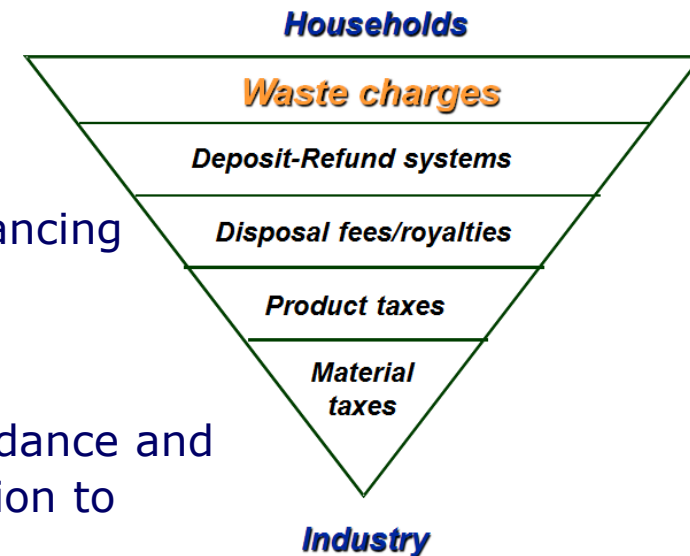 Households
Waste charges
Deposit-Refund systems
ancing
Disposal fees/royalties
Product taxes
Material
taxes
dance and
ion to
Industry